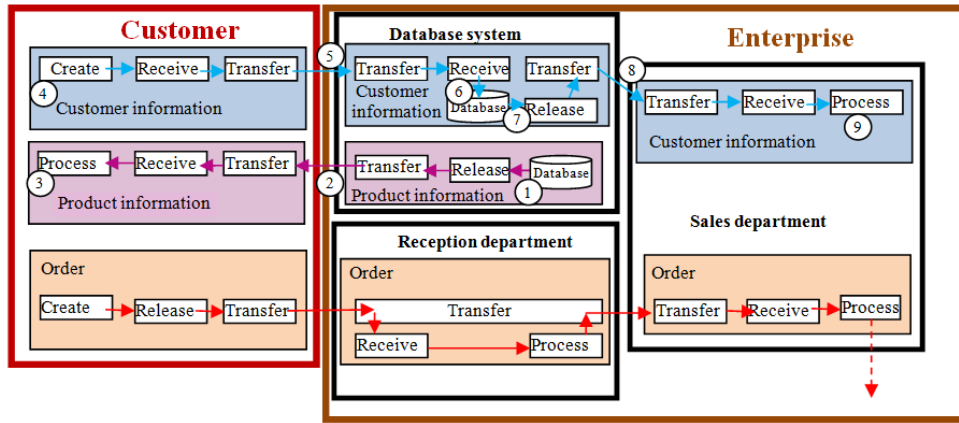 Customer
Create
Receive
Transfer
4
Customer information
Process
Receive
Transfer
3
Product information
Order
Create
Release
Transfer
Enterprise
Database system
5
Transfer
Receive
Transfer
6
Customer
information
Database
7
Release
2
Transfer
Release
Database
1
Product information
Reception department
Order
Transfer
Receive
Process
8
Transfer
Receive
Process
9
Customer information
Sales department
Order
Transfer
Receive
Process